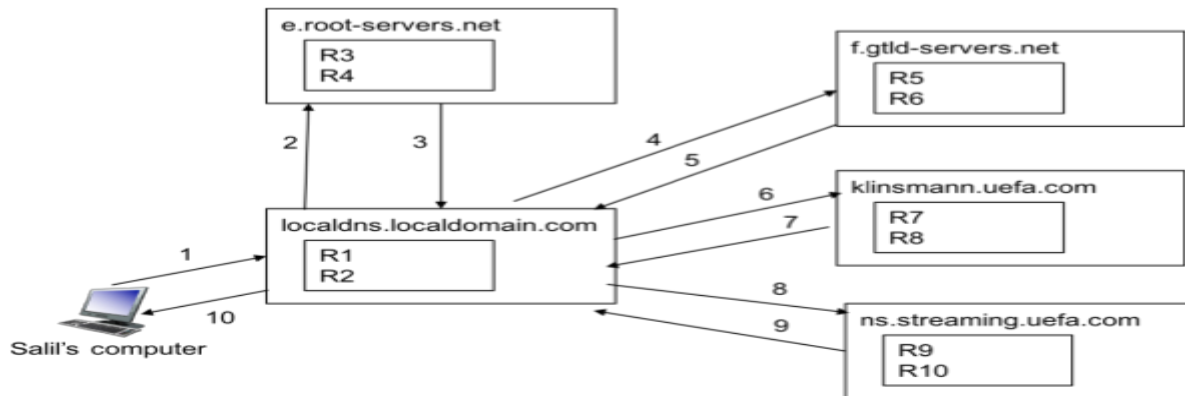 e.root-servers.net
R3
R4
f.gtld-servers.net
R5
R6
2
3
4
5
klinsmann.uefa.com
R7
R8
6
7
localdns.localdomain.com
R1
R2
1
10
Salil's computer
8
9
ns.streaming.uefa.com
R9
R10